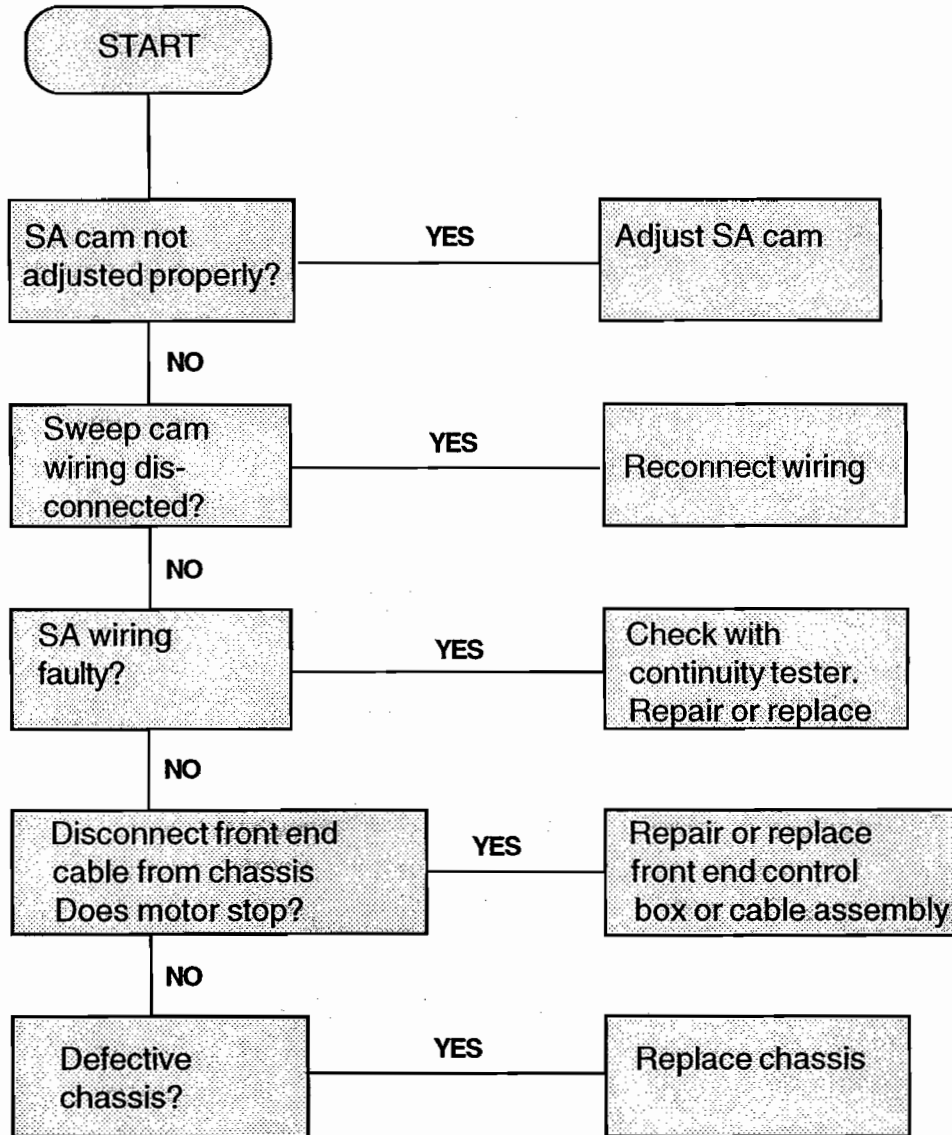 START
SA cam not
adjusted properly?
YES
Adjust SA cam
NO
Sweep cam
wiring dis-
connected?
YES
Reconnect wiring
NO
SA wiring
faulty?
YES
Check with
continuity tester.
Repair or replace
NO
Disconnect front end
cable from chassis
Does motor stop?
YES
Repair or replace
front end control
box or cable assembly
NO
Defective
chassis?
YES
Replace chassis